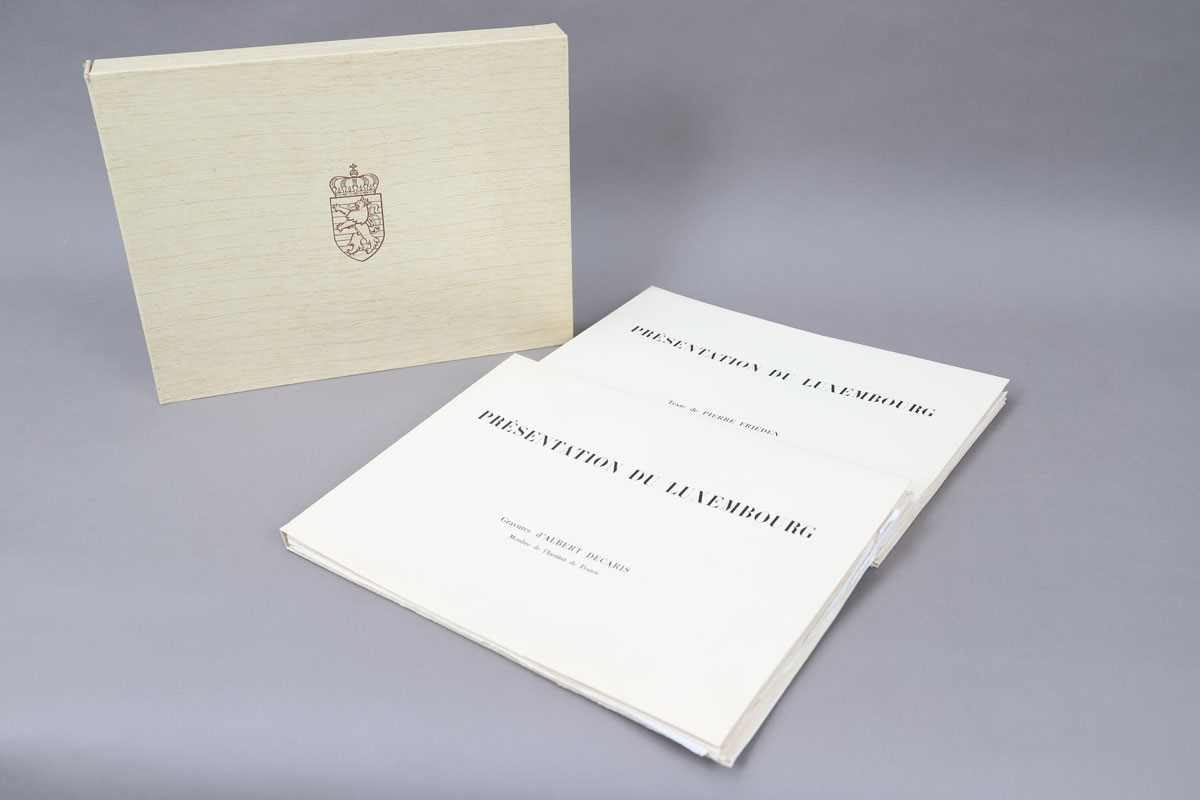 PRÉSENTATION DU LUXEMBOURG
Texte de PIERRE FRIEDEN
PRÉSENTATION DU LUXEMBOURG
Gravures d'ALBERT DECARIS
Membre de l'Institut de France